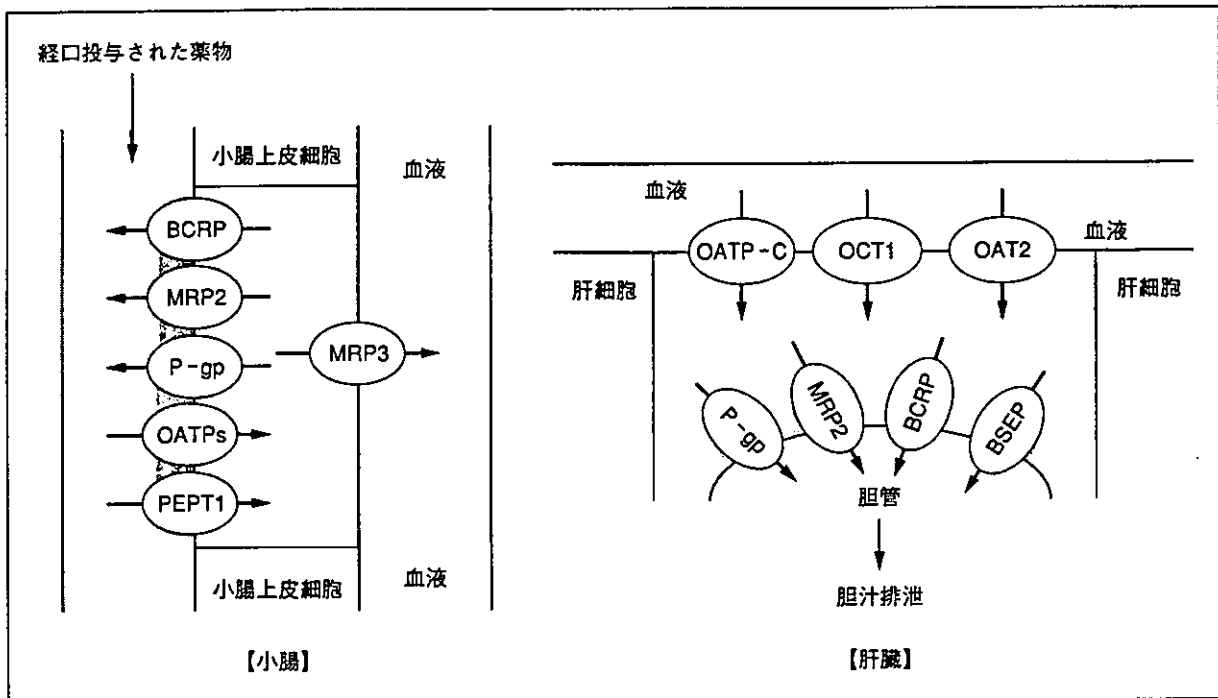 経口投与された薬物
小腸上皮細胞
血液
BCRP
MRP2
P-gp
OATPs
PEPT1
MRP3
小腸上皮細胞
血液
【小腸】
血液
OATP-C
OCT1
OAT2
血液
肝細胞
肝細胞
P-gp
MRP2
BCRP
BSEP
胆管
胆汁排泄
【肝臓】